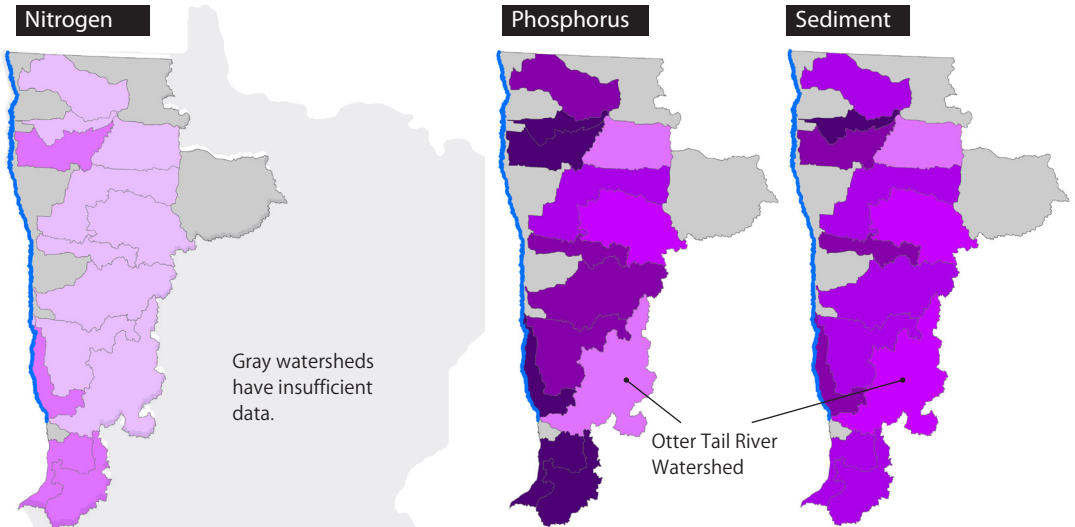 Nitrogen
Phosphorus
Sediment
Gray watersheds
have insufficient
data.
Otter Tail River
Watershed